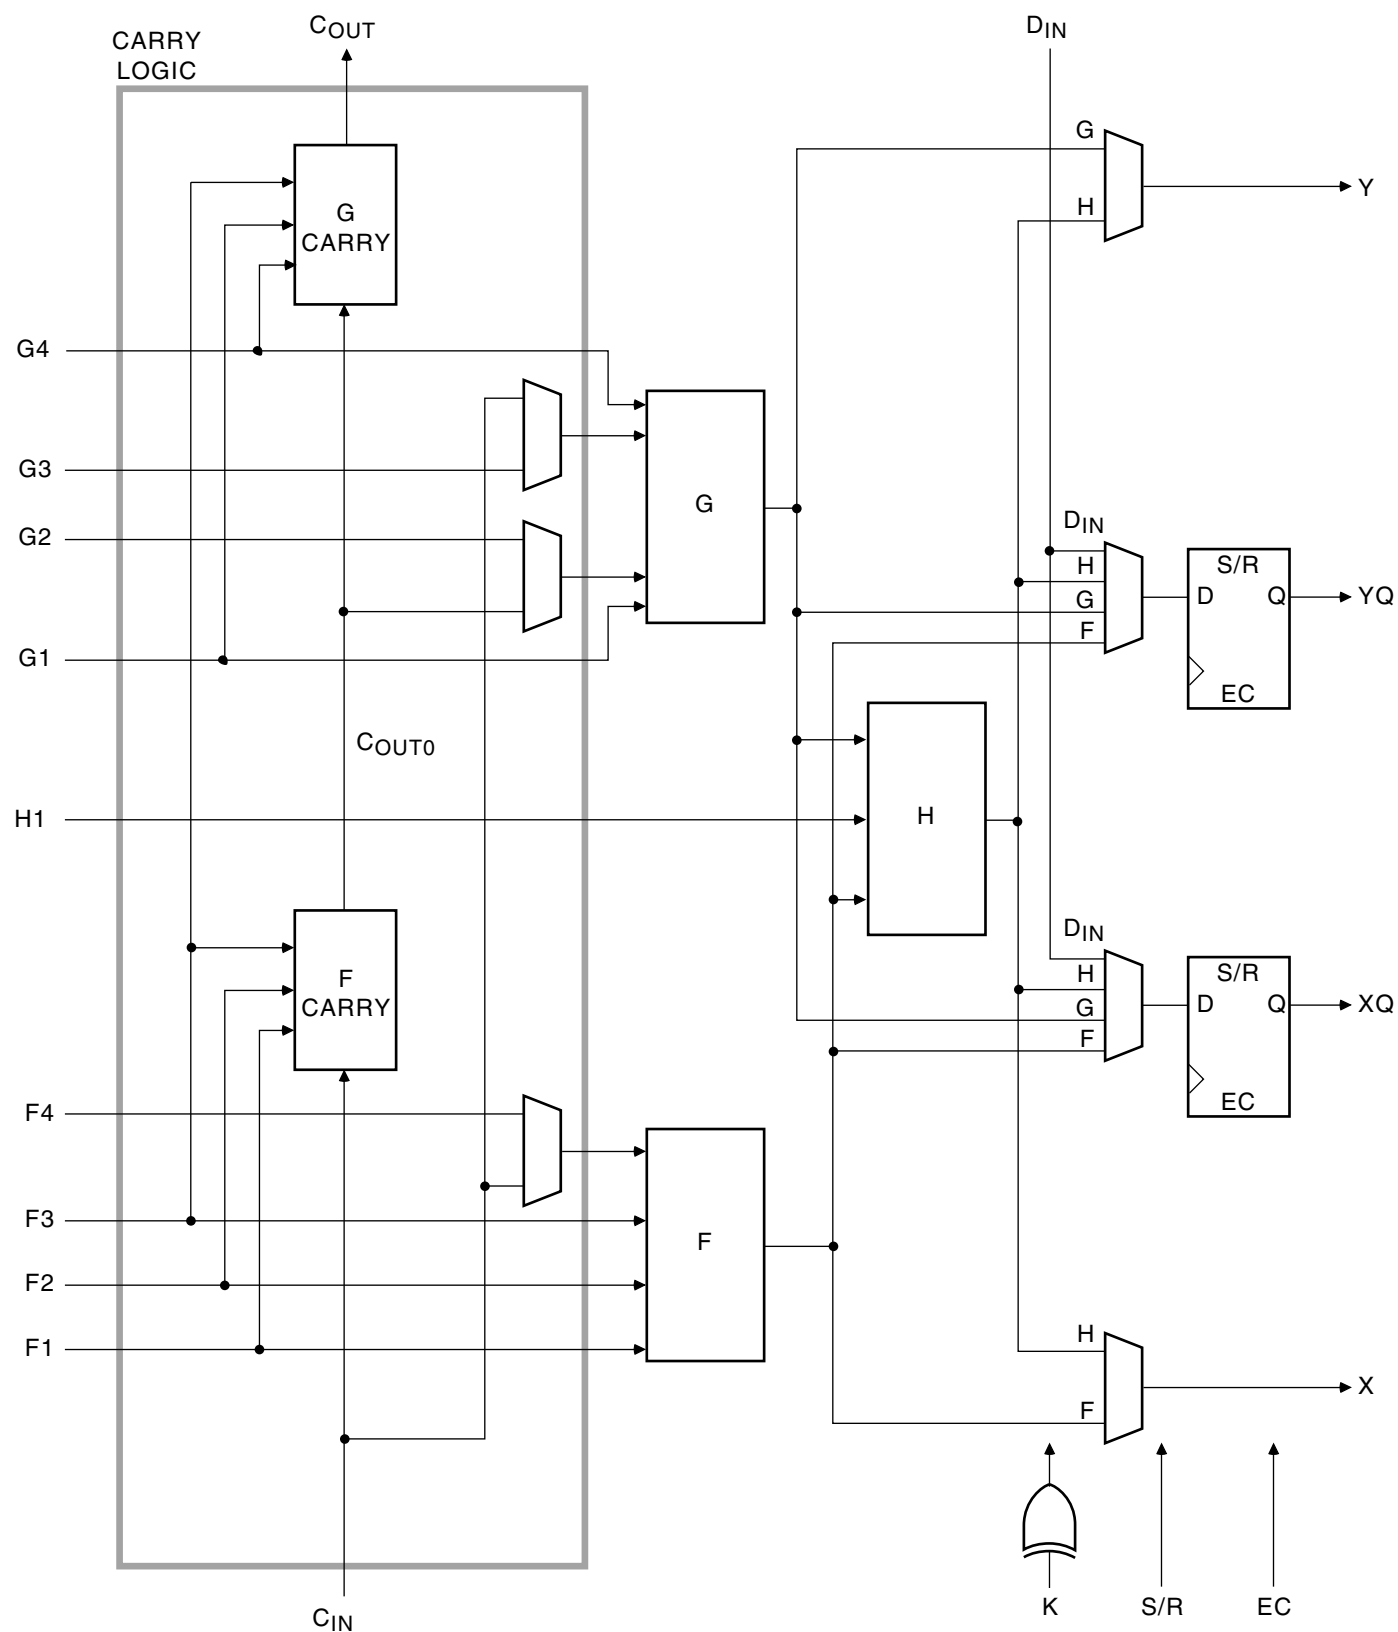 COUT
DIN
CARRY
LOGIC
G
H
Y
G
CARRY
G4
G3
G2
G1
G
DIN
H
G
F
S/R
D
Q
EC
YQ
COUT0
H1
H
F
CARRY
DIN
H
G
F
S/R
D
Q
EC
XQ
F4
F3
F2
F1
F
H
F
X
CIN
K
S/R
EC